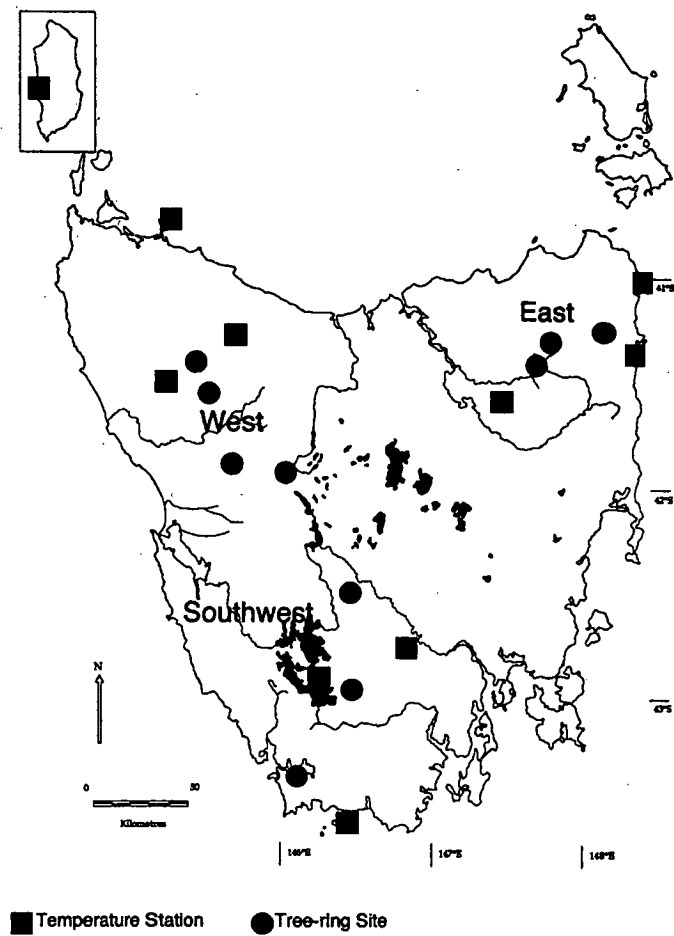 41°S
East
West
42°S
Southwest
N
43°S
0 50
Kilometres
146°E 147°E 148°E
Temperature Station Tree-ring Site